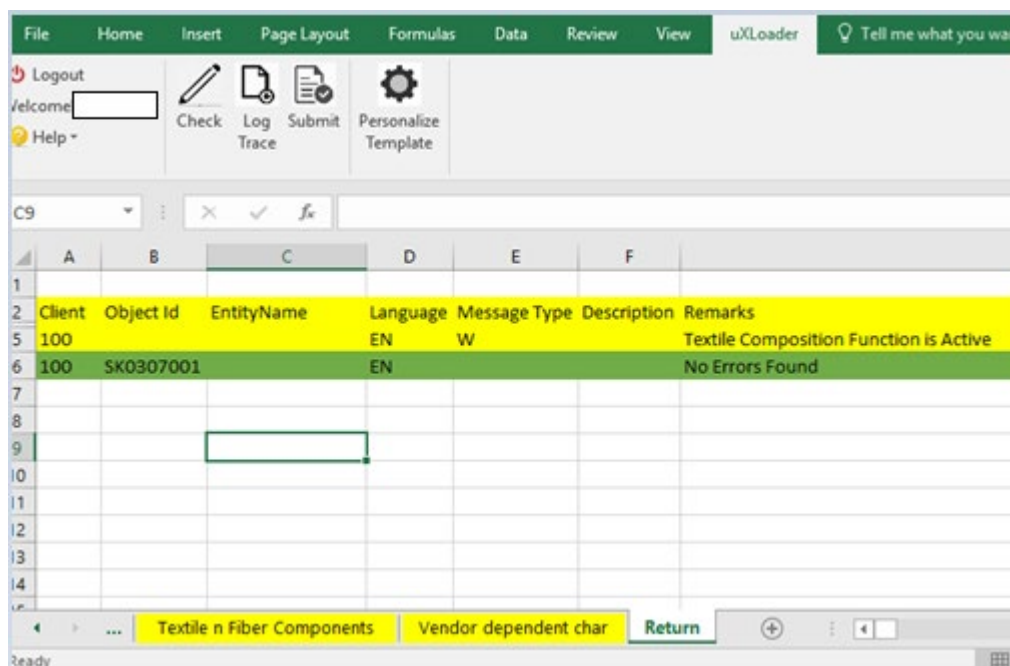 File Home Insert Page Layout Formulas Data Review View uXLoader Tell me what you wa
Logout
Welcome
Help
Check Log Trace Submit Personalize Template
C9 fx
A B C D E F
1
2 Client Object Id EntityName Language Message Type Description Remarks
5 100 EN W Textile Composition Function is Active
6 100 SK0307001 EN No Errors Found
7
8
9
10
11
12
13
14
... Textile n Fiber Components Vendor dependent char Return
Ready